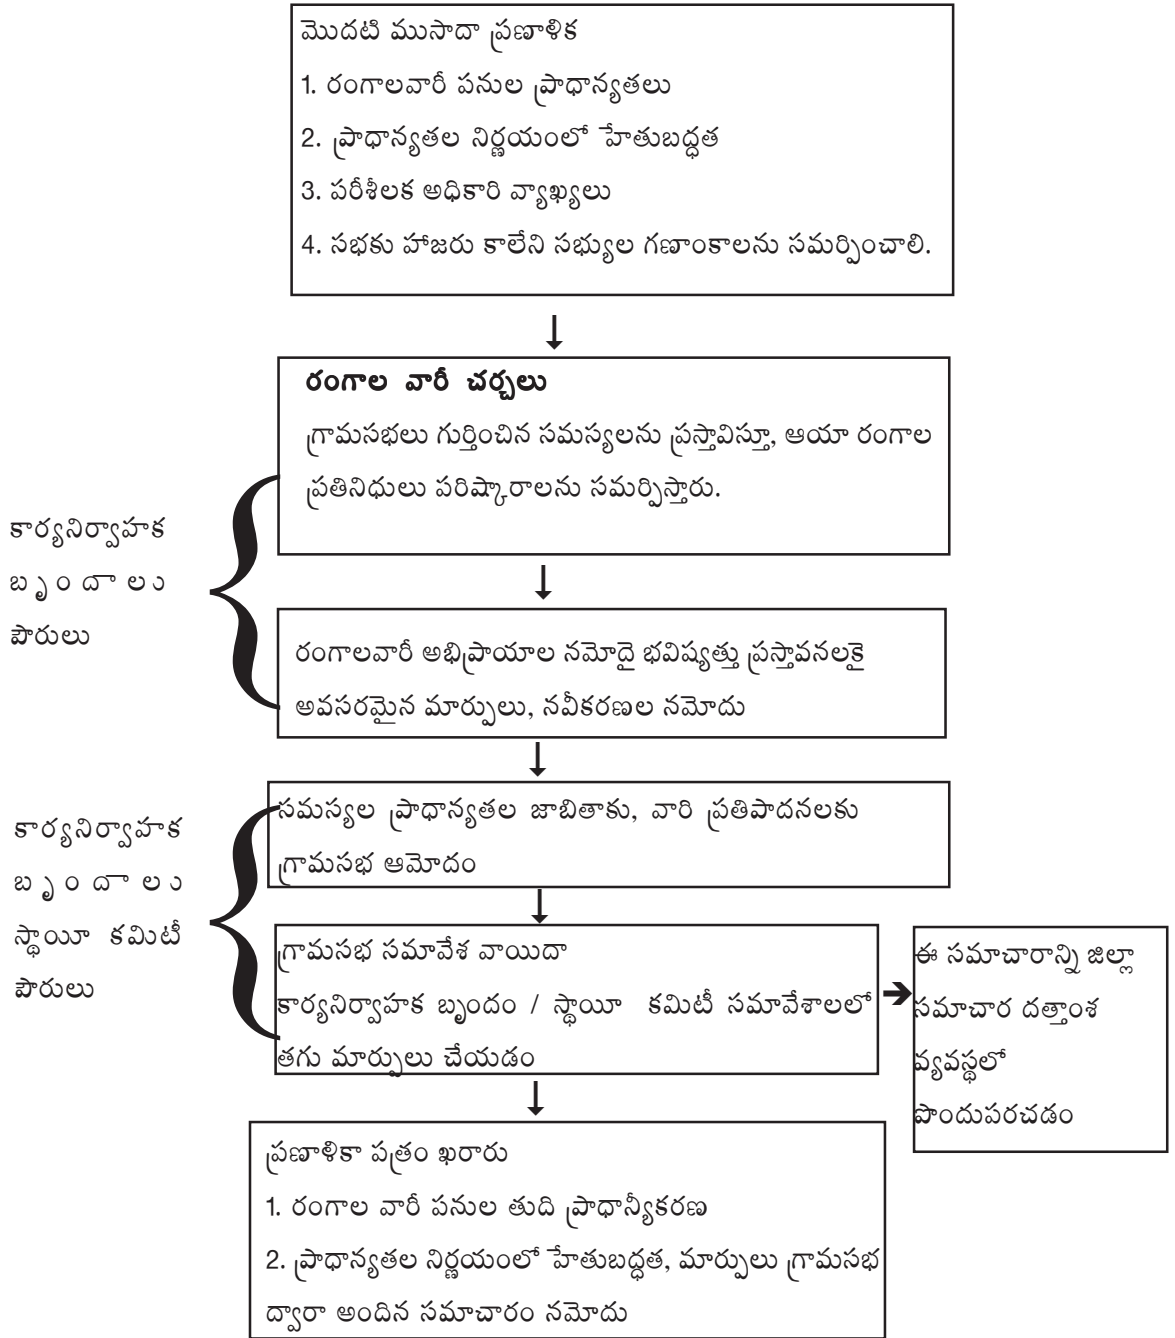 మొదటి ముసాదా ప్రణాళిక
1. రంగాలవారీ పనుల ప్రాధాన్యతలు
2. ప్రాధాన్యతల నిర్ణయంలో హేతుబద్ధత
3. పరిశీలక అధికారి వ్యాఖ్యలు
4. సభకు హాజరు కాలేని సభ్యుల గణాంకాలను సమర్పించాలి.
రంగాల వారీ చర్చలు
గ్రామసభలు గుర్తించిన సమస్యలను ప్రస్తావిస్తూ, ఆయా రంగాల
ప్రతినిధులు పరిష్కారాలను సమర్పిస్తారు.
కార్యనిర్వాహక
బృందాలు
పౌరులు
రంగాలవారీ అభిప్రాయాల నమోదై భవిష్యత్తు ప్రస్తావనలకై
అవసరమైన మార్పులు, నవీకరణల నమోదు
సమస్యల ప్రాధాన్యతల జాబితాకు, వారి ప్రతిపాదనలకు
గ్రామసభ ఆమోదం
కార్యనిర్వాహక
బృందాలు
స్థాయీ కమిటీ
పౌరులు
గ్రామసభ సమావేశ వాయిదా
కార్యనిర్వాహక బృందం / స్థాయీ కమిటీ సమావేశాలలో
తగు మార్పులు చేయడం
ఈ సమాచారాన్ని జిల్లా
సమాచార దత్తాంశ
వ్యవస్థలో
పొందుపరచడం
ప్రణాళికా పత్రం ఖరారు
1. రంగాల వారీ పనుల తుది ప్రాధాన్యీకరణ
2. ప్రాధాన్యతల నిర్ణయంలో హేతుబద్ధత, మార్పులు గ్రామసభ
ద్వారా అందిన సమాచారం నమోదు